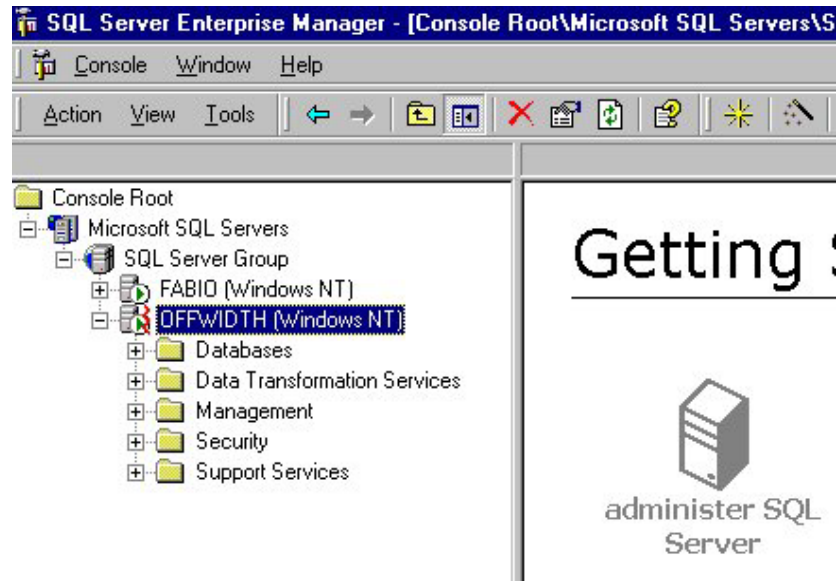 SQL Server Enterprise Manager - [Console Root\Microsoft SQL Servers\S
Console Window Help
Action View Tools
Console Root
Microsoft SQL Servers
SQL Server Group
FABIO (Windows NT)
OFFWIDTH (Windows NT)
Databases
Data Transformation Services
Management
Security
Support Services
Getting S
administer SQL
Server